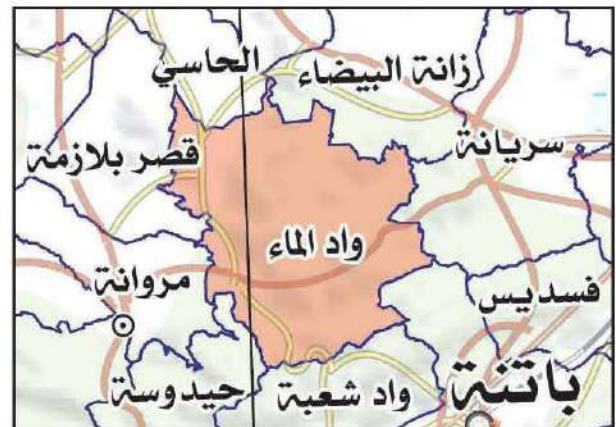 زانة البيضاء
الحاسي
سريانة
قصر بلازمة
واد الماء
مروانة
فسديس
باتنة
واد شعبة
حيدوسة